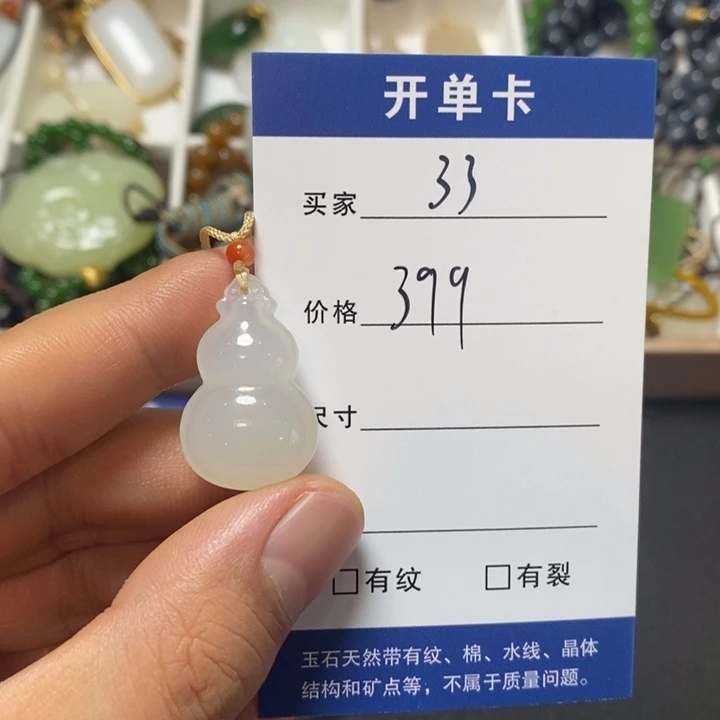 开单卡
买家 33
价格 399
尺寸
有纹 有裂
玉石天然带有纹、棉、水线、晶体
结构和矿点等，不属于质量问题。